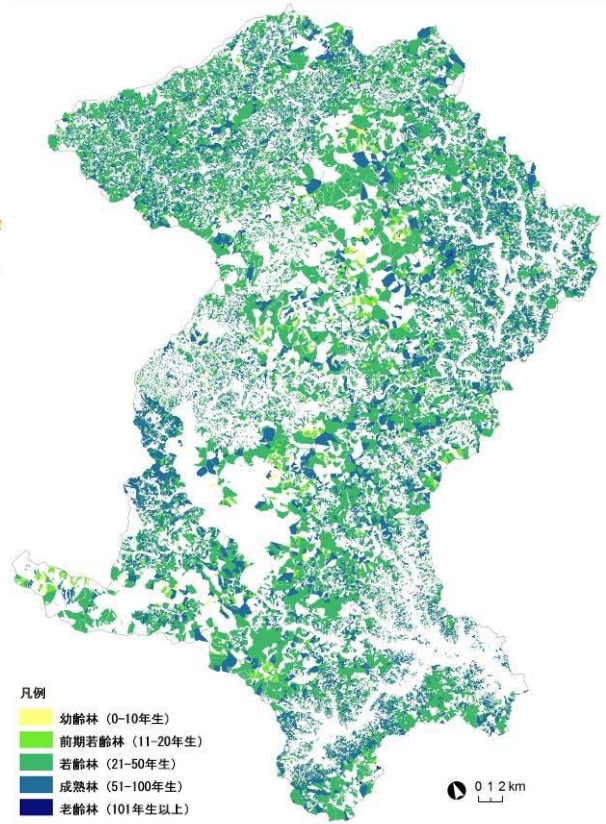 凡例
幼齢林（0-10年生）
前期若齢林（11-20年生）
若齢林（21-50年生）
成熟林（51-100年生）
老齢林（101年生以上）
0 1 2 km